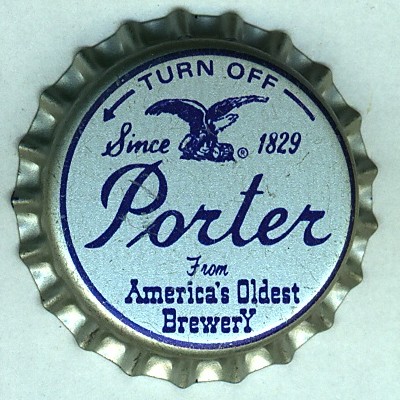 TURN OFF
Since 1829
®
Porter
From
America's Oldest
BrewerY